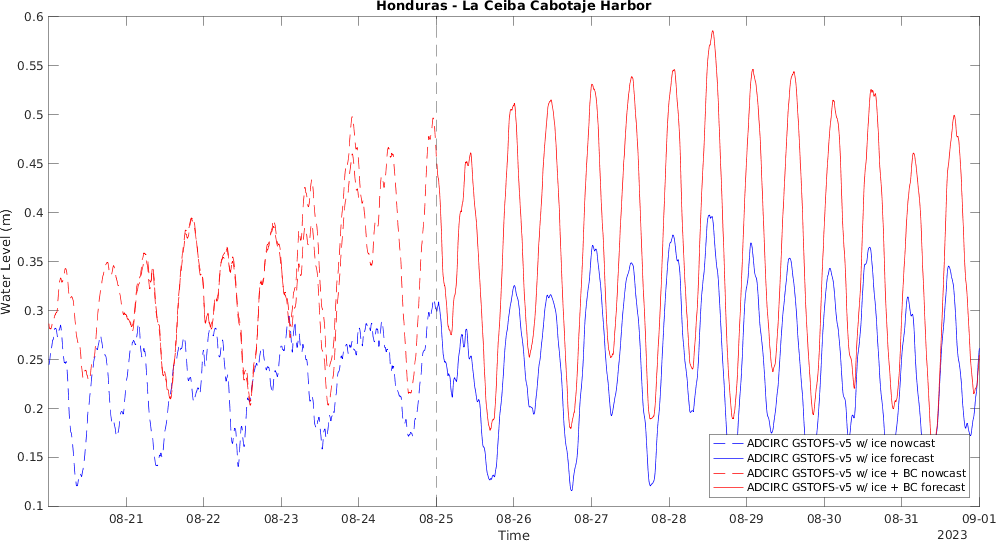 Honduras - La Ceiba Cabotaje Harbor
Water Level (m)
0.6
0.55
0.5
0.45
0.4
0.35
0.3
0.25
0.2
0.15
0.1
ADCIRC GSTOFS-v5 w/ ice nowcast
ADCIRC GSTOFS-v5 w/ ice forecast
ADCIRC GSTOFS-v5 w/ ice + BC nowcast
ADCIRC GSTOFS-v5 w/ ice + BC forecast
08-21 08-22 08-23 08-24 08-25 08-26 08-27 08-28 08-29 08-30 08-31 09-01
Time
2023